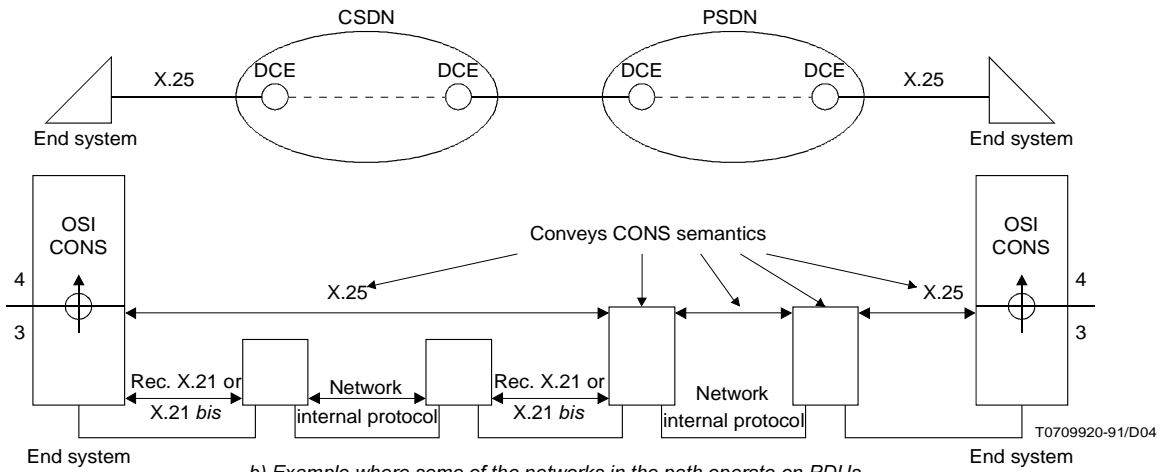 CSDN
PSDN
X.25
DCE
DCE
DCE
DCE
X.25
End system
End system
OSI
CONS
OSI
CONS
Conveys CONS semantics
4
3
X.25
X.25
4
3
Rec. X.21 or
X.21 bis
Network
internal protocol
Rec. X.21 or
X.21 bis
Network
internal protocol
T0709920-91/D04
End system
End system
b) Example where some of the networks in the path operate on PDUs